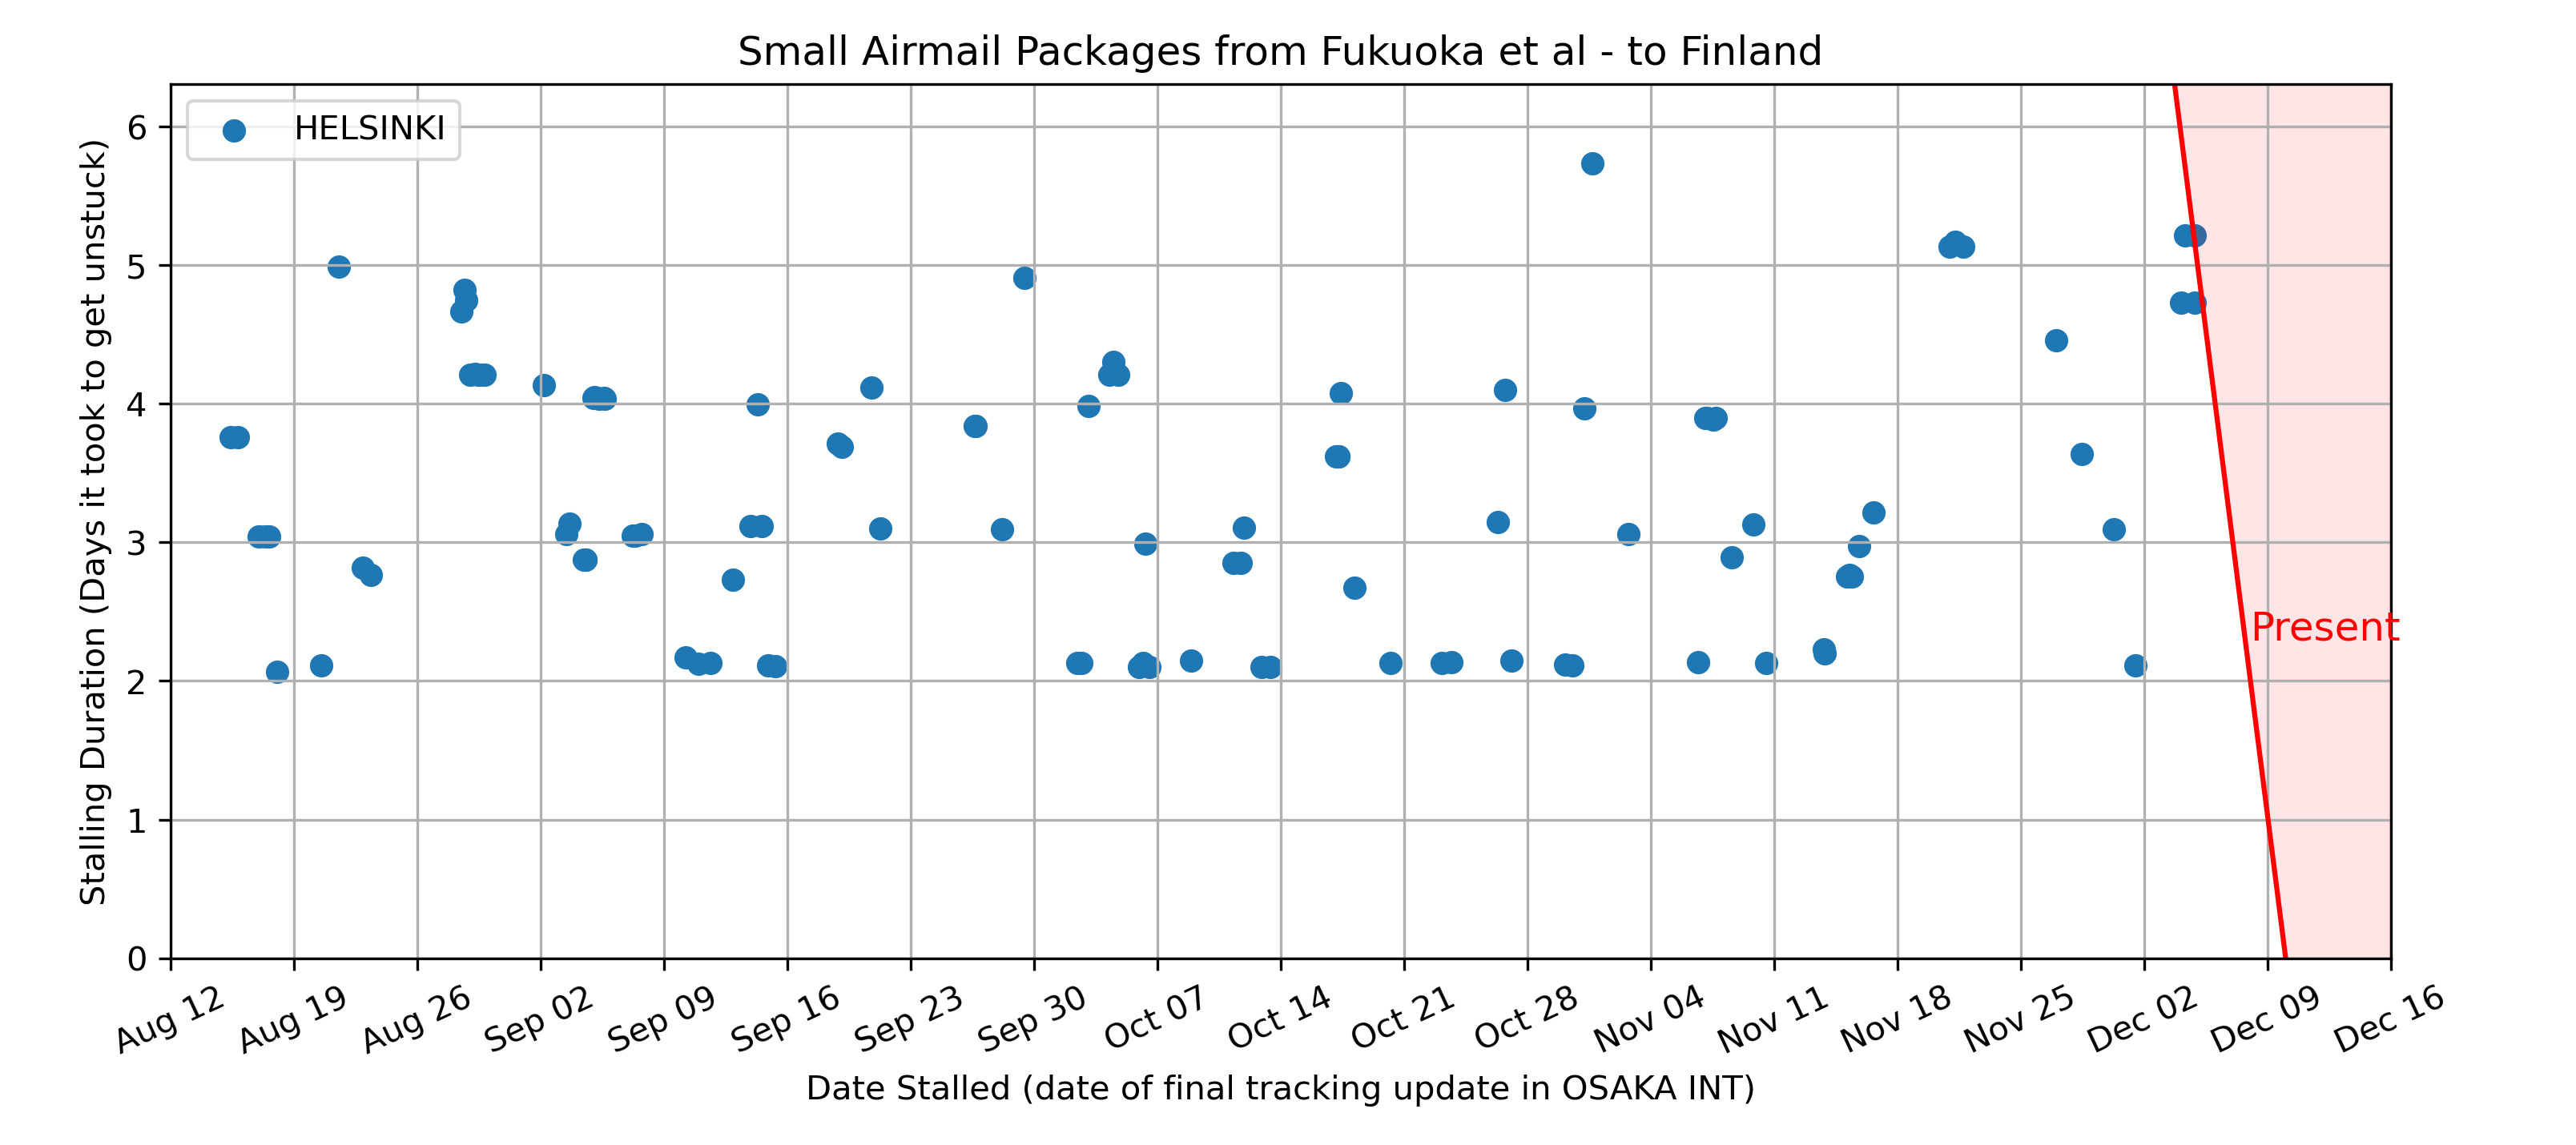 Small Airmail Packages from Fukuoka et al - to Finland
HELSINKI
Stalling Duration (Days it took to get unstuck)
6
5
4
3
2
1
0
Present
Aug 12
Aug 19
Aug 26
Sep 02
Sep 09
Sep 16
Sep 23
Sep 30
Oct 07
Oct 14
Oct 21
Oct 28
Nov 04
Nov 11
Nov 18
Nov 25
Dec 02
Dec 09
Dec 16
Date Stalled (date of final tracking update in OSAKA INT)